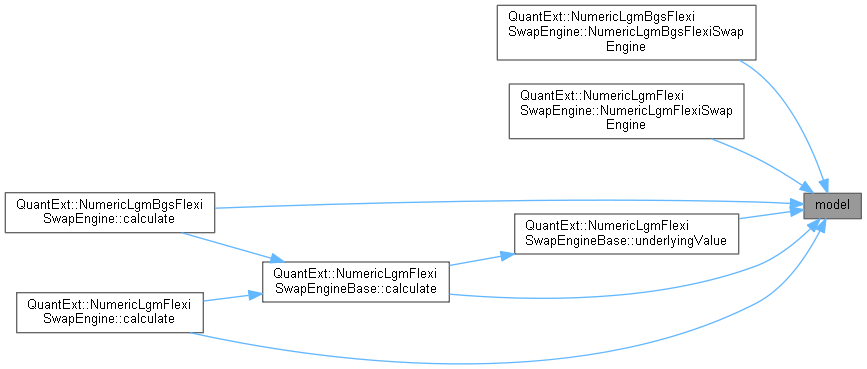 QuantExt::NumericLgmBgsFlexi
SwapEngine::NumericLgmBgsFlexiSwap
Engine
QuantExt::NumericLgmFlexi
SwapEngine::NumericLgmFlexiSwap
Engine
QuantExt::NumericLgmBgsFlexi
SwapEngine::calculate
model
QuantExt::NumericLgmFlexi
SwapEngineBase::underlyingValue
QuantExt::NumericLgmFlexi
SwapEngineBase::calculate
QuantExt::NumericLgmFlexi
SwapEngine::calculate